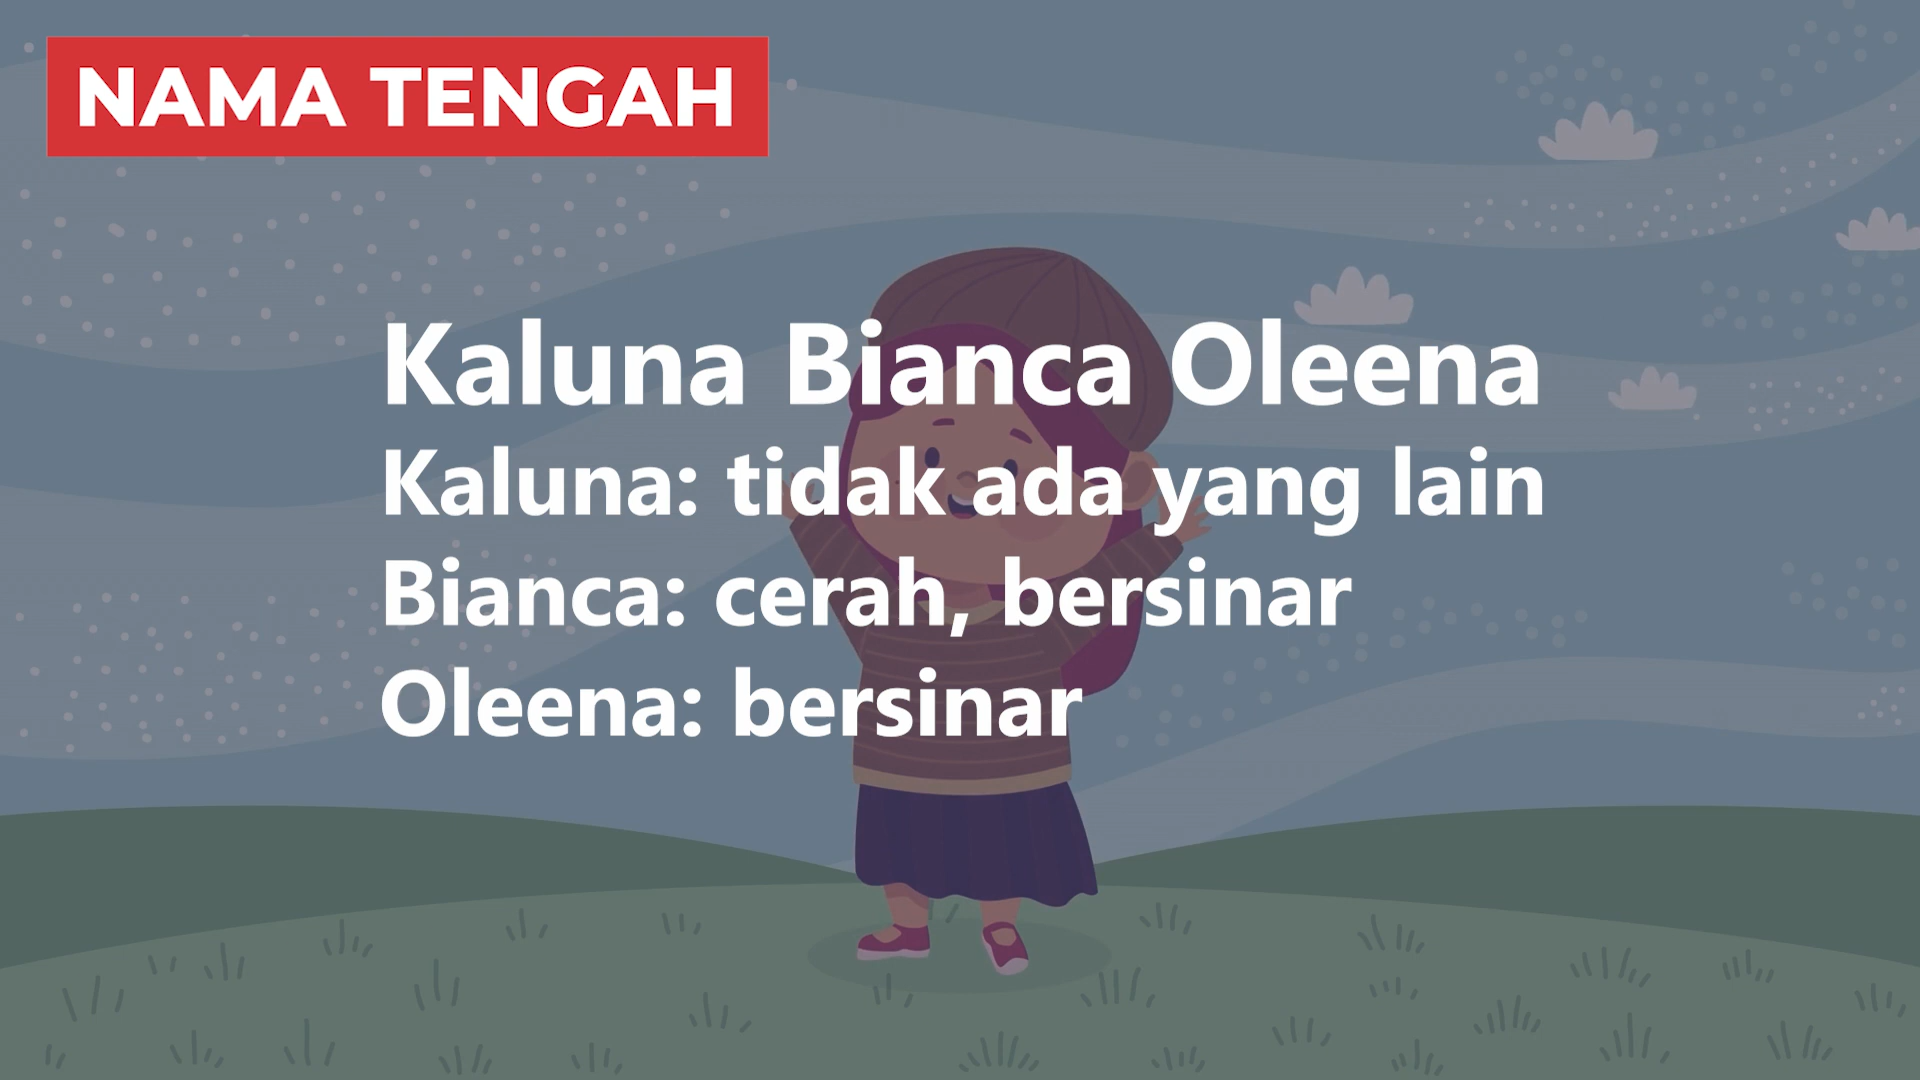 NAMA TENGAH
Kaluna Bianca Oleena
Kaluna: tidak ada yang lain
Bianca: cerah, bersinar
Oleena: bersinar